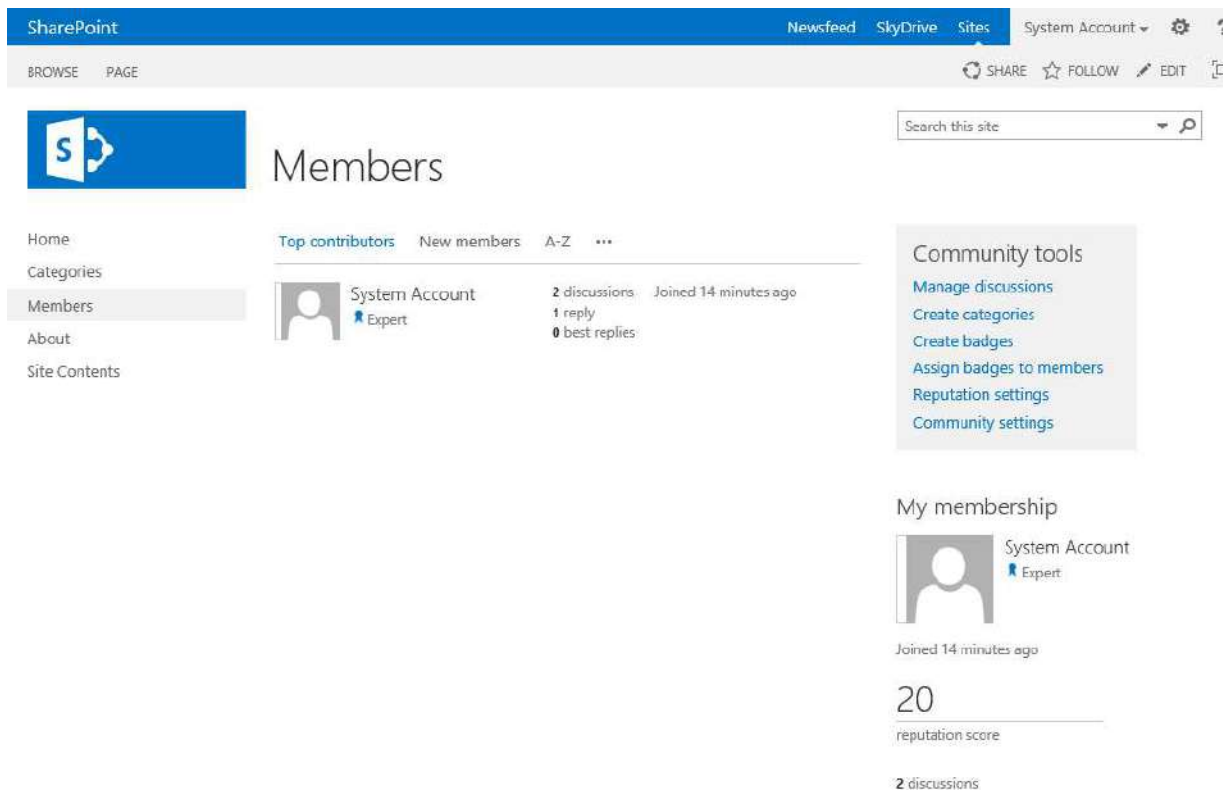 SharePoint
Newsfeed SkyDrive Sites System Account ?
BROWSE PAGE
SHARE FOLLOW EDIT
S
Search this site
Members
Home
Categories
Members
About
Site Contents
Top contributors New members A-Z ...
System Account
Expert
2 discussions Joined 14 minutes ago
1 reply
0 best replies
Community tools
Manage discussions
Create categories
Create badges
Assign badges to members
Reputation settings
Community settings
My membership
System Account
Expert
Joined 14 minutes ago
20
reputation score
2 discussions